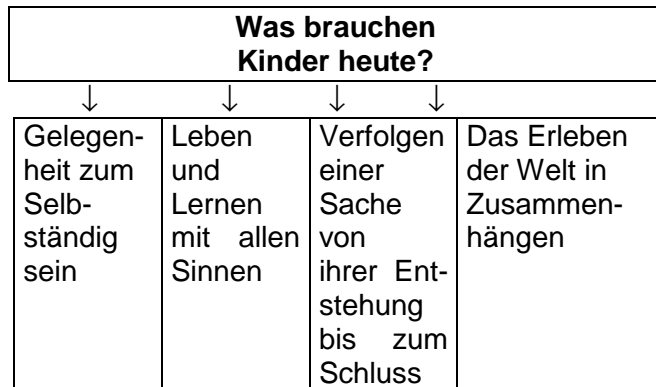 Was brauchen
Kinder heute?
↓ ↓ ↓ ↓
Gelegen-
heit zum
Selb-
ständig
sein
Leben
und
Lernen
mit allen
Sinnen
Verfolgen
einer
Sache
von
ihrer Ent-
stehung
bis zum
Schluss
Das Erleben
der Welt in
Zusammen-
hängen